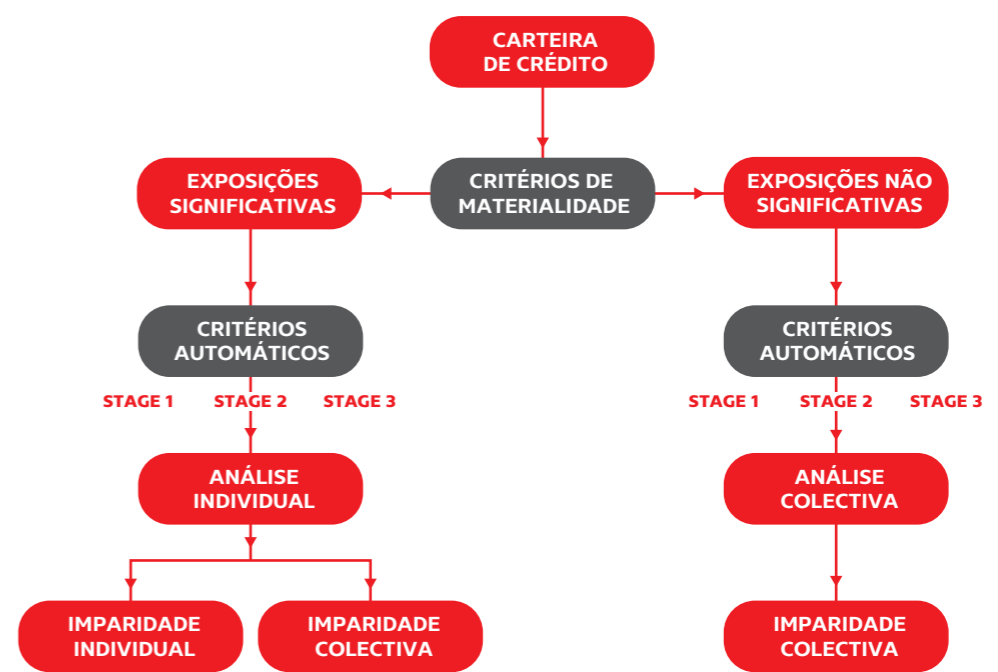 CARTEIRA
DE CRÉDITO
EXPOSIÇÕES
SIGNIFICATIVAS
CRITÉRIOS DE
MATERIALIDADE
EXPOSIÇÕES NÃO
SIGNIFICATIVAS
CRITÉRIOS
AUTOMÁTICOS
CRITÉRIOS
AUTOMÁTICOS
STAGE 1 STAGE 2 STAGE 3
STAGE 1 STAGE 2 STAGE 3
ANÁLISE
INDIVIDUAL
ANÁLISE
COLECTIVA
IMPARIDADE
INDIVIDUAL
IMPARIDADE
COLECTIVA
IMPARIDADE
COLECTIVA